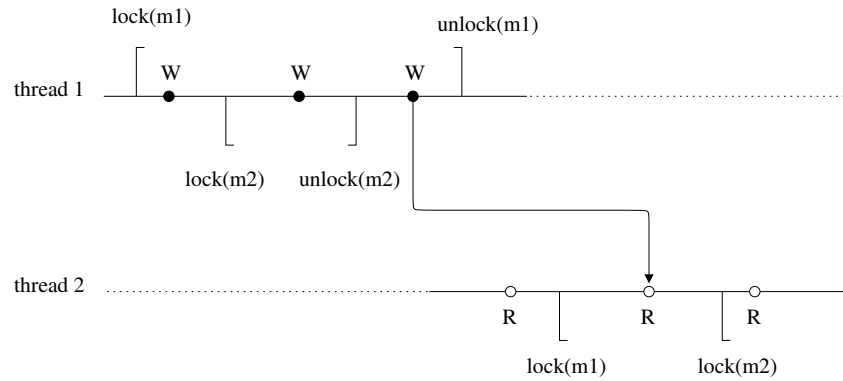 lock(m1)
unlock(m1)
W W W
thread 1
lock(m2) unlock(m2)
thread 2
R R R
lock(m1) lock(m2)